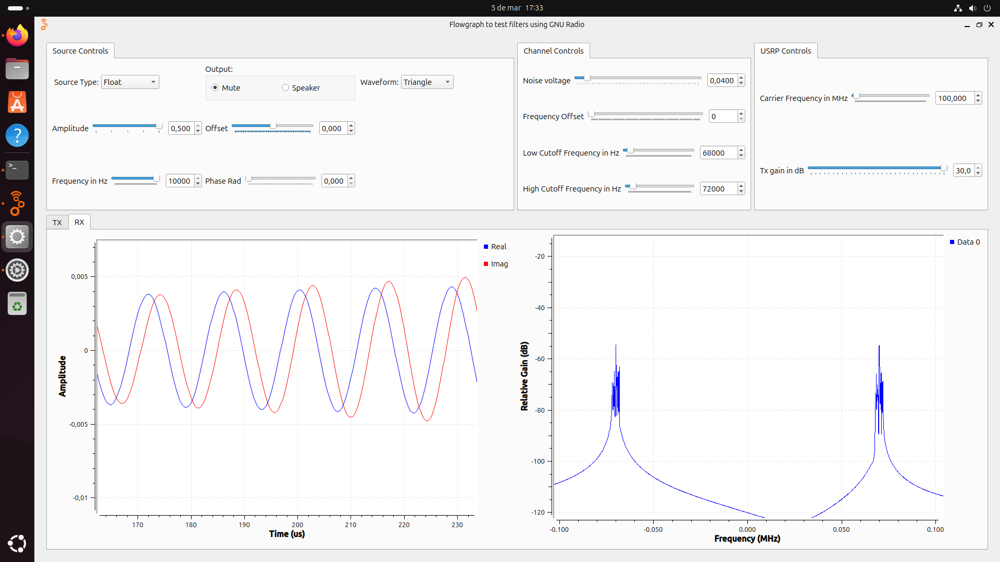 5 de mar 17:33
Flowgraph to test filters using GNU Radio
Source Controls
Source Type: Float
Output:
Mute
Speaker
Waveform: Triangle
Amplitude 0,500
Offset 0,000
Frequency in Hz 10000
Phase Rad 0,000
Channel Controls
Noise voltage 0,0400
Frequency Offset 0
Low Cutoff Frequency in Hz 68000
High Cutoff Frequency in Hz 72000
USRP Controls
Carrier Frequency in MHz 100,000
Tx gain in dB 30,0
TX RX
Amplitude
0,005
0
-0,005
-0,01
170 180 190 200 210 220 230
Time (us)
Real
Imag
Relative Gain (dB)
-20
-40
-60
-80
-100
-120
-0.100 -0.050 0.000 0.050 0.100
Frequency (MHz)
Data 0
>_
?